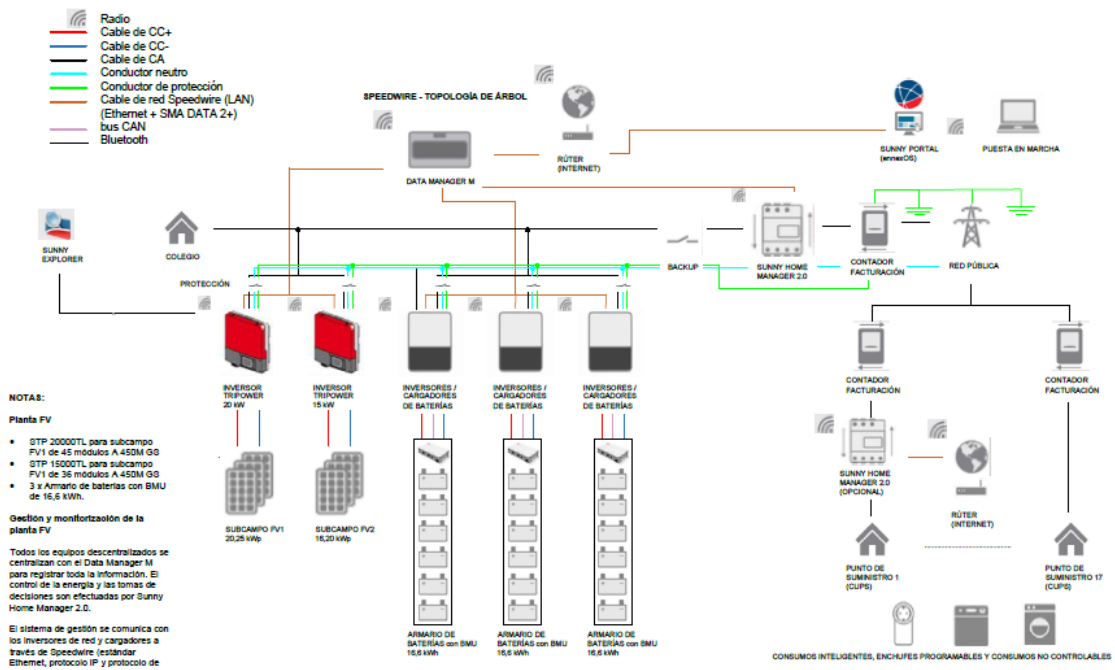 Radio
Cable de CC+
Cable de CC-
Cable de CA
Conductor neutro
Conductor de protección
Cable de red Speedwire (LAN)
(Ethernet + SMA DATA 2+)
bus CAN
Bluetooth
SPEEDWIRE - TOPOLOGÍA DE ÁRBOL
DATA MANAGER M
RÚTER
(INTERNET)
SUNNY PORTAL
(ennexOS)
PUESTA EN MARCHA
SUNNY
EXPLORER
COLEGIO
BACKUP
SUNNY HOME
MANAGER 2.0
CONTADOR
FACTURACIÓN
RED PÚBLICA
PROTECCIÓN
INVERSOR
TRIPOWER
20 kW
INVERSOR
TRIPOWER
15 kW
INVERSORES /
CARGADORES
DE BATERÍAS
INVERSORES /
CARGADORES
DE BATERÍAS
INVERSORES /
CARGADORES
DE BATERÍAS
CONTADOR
FACTURACIÓN
CONTADOR
FACTURACIÓN
NOTAS:
Planta FV
• STP 20000TL para subcampo
FV1 de 45 módulos A 450M GS
• STP 15000TL para subcampo
FV1 de 36 módulos A 450M GS
• 3 x Armario de baterías con BMU
de 16,6 kWh.
Gestión y monitorización de la
planta FV
Todos los equipos descentralizados se
centralizan con el Data Manager M
para registrar toda la información. El
control de la energía y las tomas de
decisiones son efectuadas por Sunny
Home Manager 2.0.
El sistema de gestión se comunica con
los inversores de red y cargadores a
través de Speedwire (estándar
Ethernet, protocolo IP y protocolo de
SUBCAMPO FV1
20,25 kWp
SUBCAMPO FV2
16,20 kWp
ARMARIO DE
BATERÍAS con BMU
16,6 kWh
ARMARIO DE
BATERÍAS con BMU
16,6 kWh
ARMARIO DE
BATERÍAS con BMU
16,6 kWh
SUNNY HOME
MANAGER 2.0
(OPCIONAL)
RÚTER
(INTERNET)
PUNTO DE
SUMINISTRO 1
(CUPS)
PUNTO DE
SUMINISTRO 17
(CUPS)
CONSUMOS INTELIGENTES, ENCHUFES PROGRAMABLES Y CONSUMOS NO CONTROLABLES